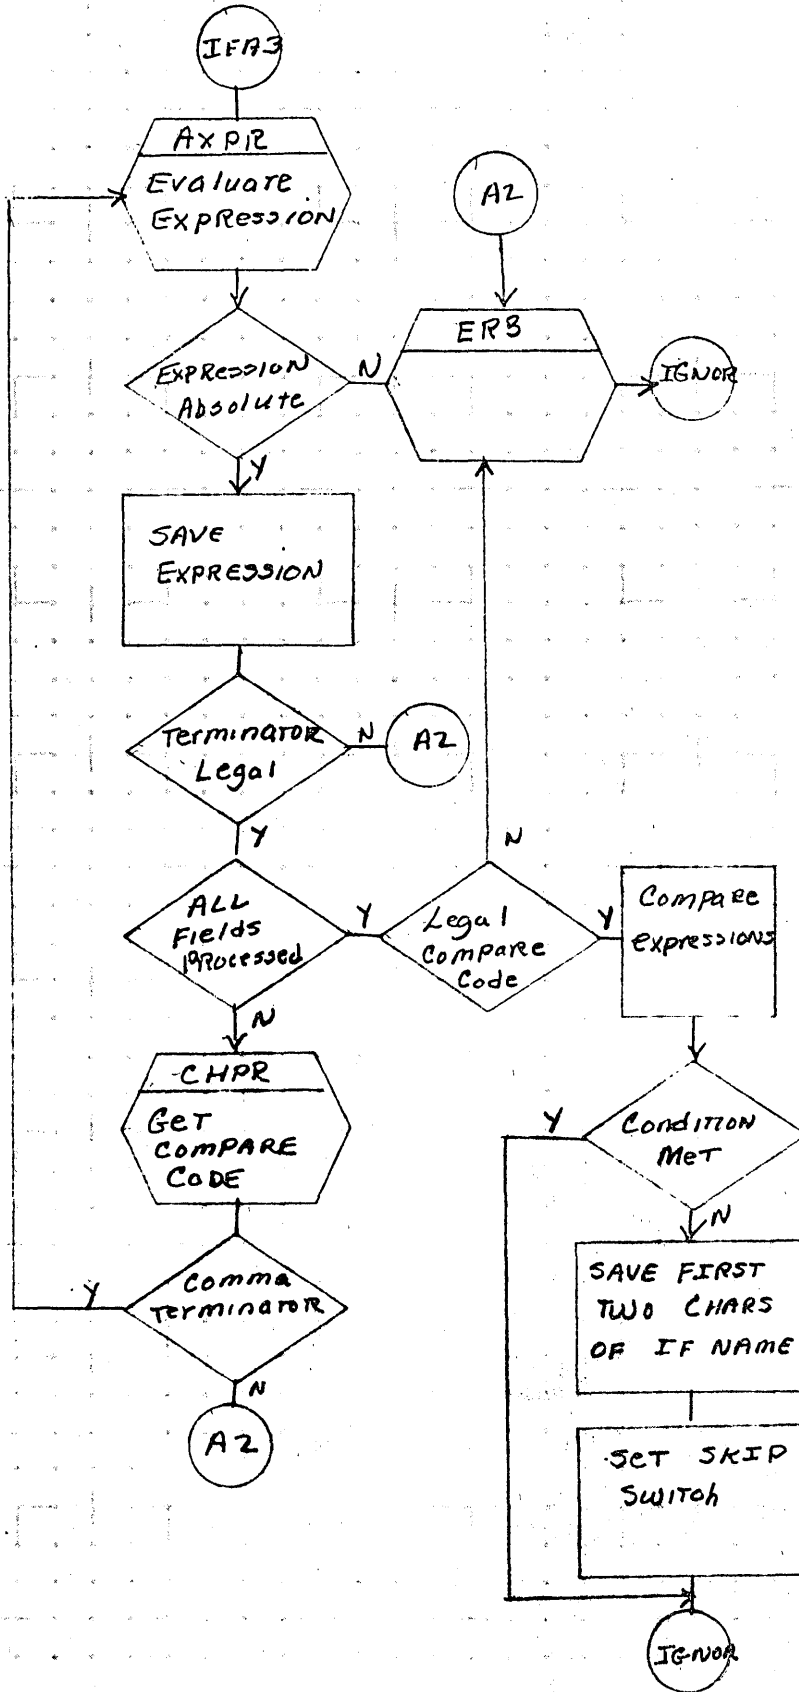 IFA3
AXPR
Evaluate
Expression
A2
ER3
Expression
Absolute
N
IGNOR
Y
SAVE
EXPRESSION
Terminator
Legal
N
A2
Y
N
ALL
Fields
Processed
Y
Legal
Compare
Code
Y
Compare
expressions
N
CHPR
GeT
COMPARE
CODE
Y
Condition
MeT
N
Comma
Terminator
Y
SAVE FIRST
TWO CHARS
OF IF NAME
N
A2
SeT SKIP
Switch
IGNOR